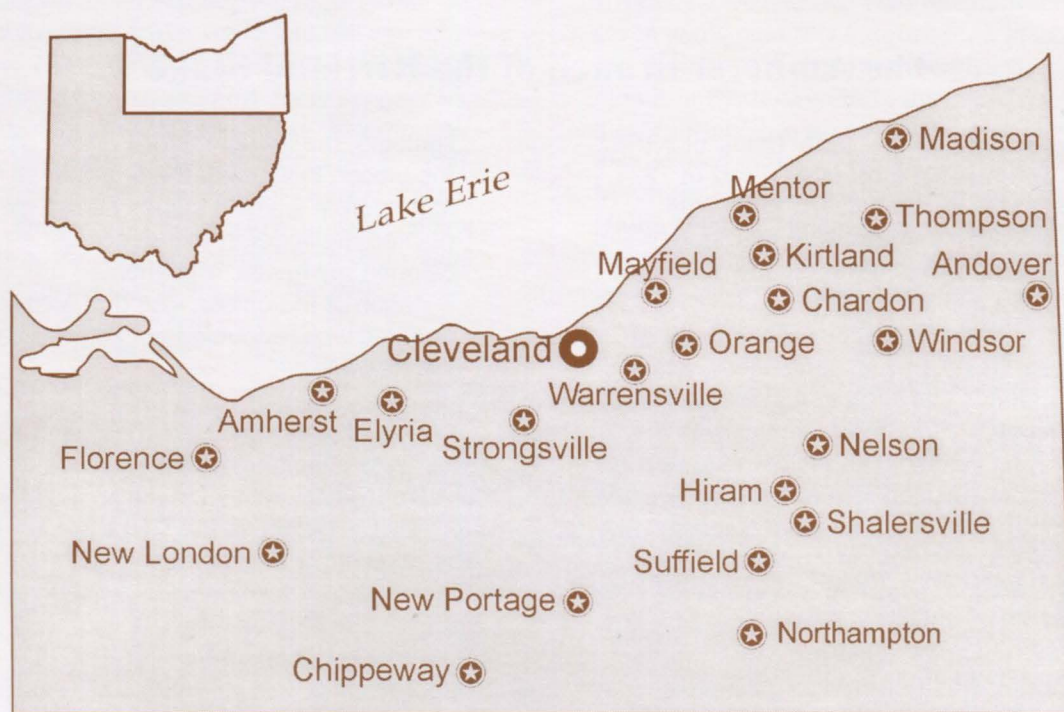 Madison
Lake Erie
Mentor
Thompson
Kirtland
Mayfield
Andover
Chardon
Cleveland
Orange
Windsor
Warrensville
Amherst
Elyria
Strongsville
Florence
Nelson
Hiram
Shalersville
New London
Suffield
New Portage
Northampton
Chippeway